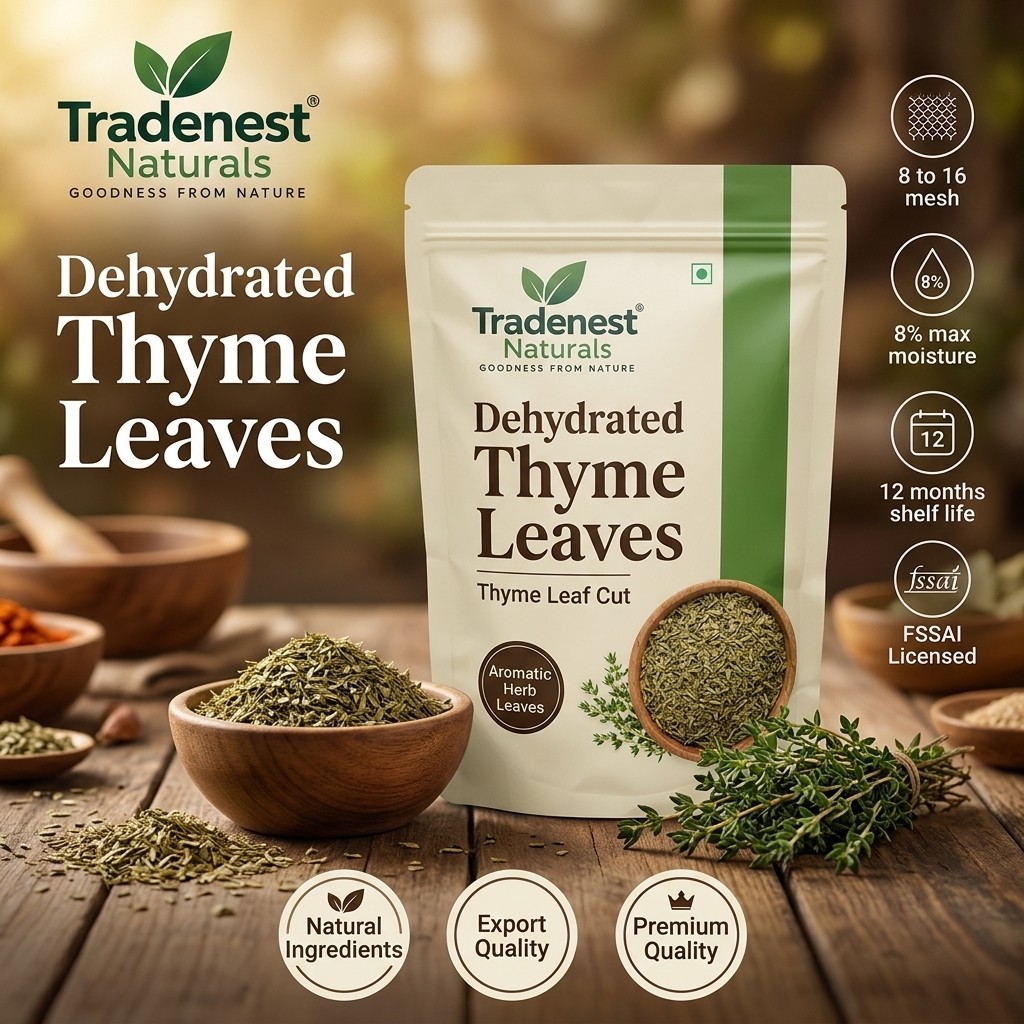 Tradenest®
Naturals
GOODNESS FROM NATURE
Dehydrated
Thyme
Leaves
Tradenest®
Naturals
GOODNESS FROM NATURE
Dehydrated
Thyme
Leaves
Thyme Leaf Cut
Aromatic
Herb
Leaves
8 to 16
mesh
8%
8% max
moisture
12
12 months
shelf life
fssai
FSSAI
Licensed
Natural
Ingredients
Export
Quality
Premium
Quality